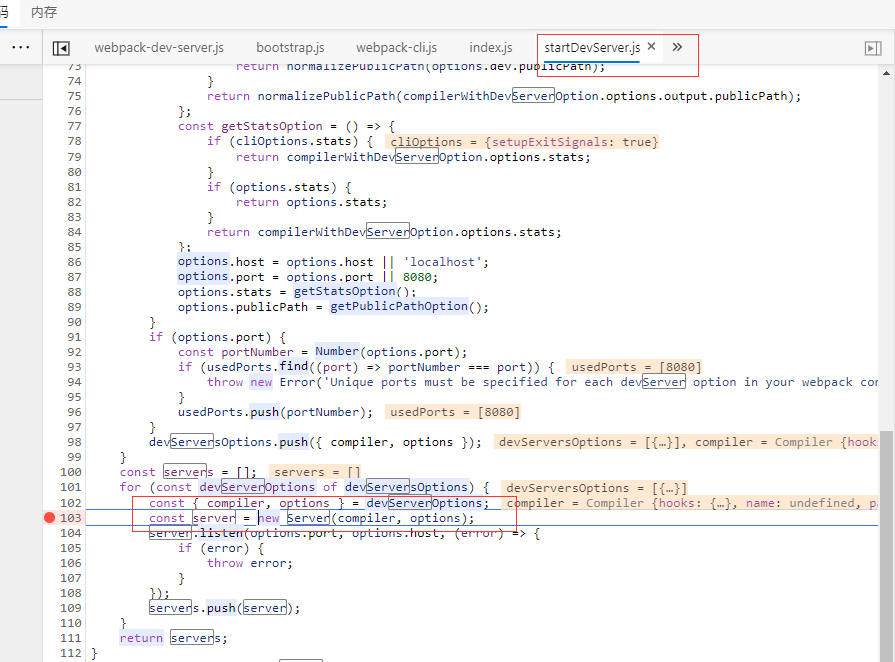 码 内存
··· webpack-dev-server.js bootstrap.js webpack-cli.js index.js startDevServer.js × »
73 return normalizePublicPath(options.dev.publicPath);
74 }
75 return normalizePublicPath(compilerWithDevServerOption.options.output.publicPath);
76 };
77 const getStatsOption = () => {
78 if (cliOptions.stats) { cliOptions = {setupExitSignals: true}
79 return compilerWithDevServerOption.options.stats;
80 }
81 if (options.stats) {
82 return options.stats;
83 }
84 return compilerWithDevServerOption.options.stats;
85 };
86 options.host = options.host || 'localhost';
87 options.port = options.port || 8080;
88 options.stats = getStatsOption();
89 options.publicPath = getPublicPathOption();
90 }
91 if (options.port) {
92 const portNumber = Number(options.port);
93 if (usedPorts.find((port) => portNumber === port)) { usedPorts = [8080]
94 throw new Error('Unique ports must be specified for each devServer option in your webpack con
95 }
96 usedPorts.push(portNumber); usedPorts = [8080]
97 }
98 devServersOptions.push({ compiler, options }); devServersOptions = [{…}], compiler = Compiler {hooks
99 }
100 const servers = []; servers = []
101 for (const devServerOptions of devServersOptions) { devServersOptions = [{…}]
102 const { compiler, options } = devServerOptions; compiler = Compiler {hooks: {…}, name: undefined, p
103 const server = new Server(compiler, options);
104 server.listen(options.port, options.host, (error) => {
105 if (error) {
106 throw error;
107 }
108 });
109 servers.push(server);
110 }
111 return servers;
112 }